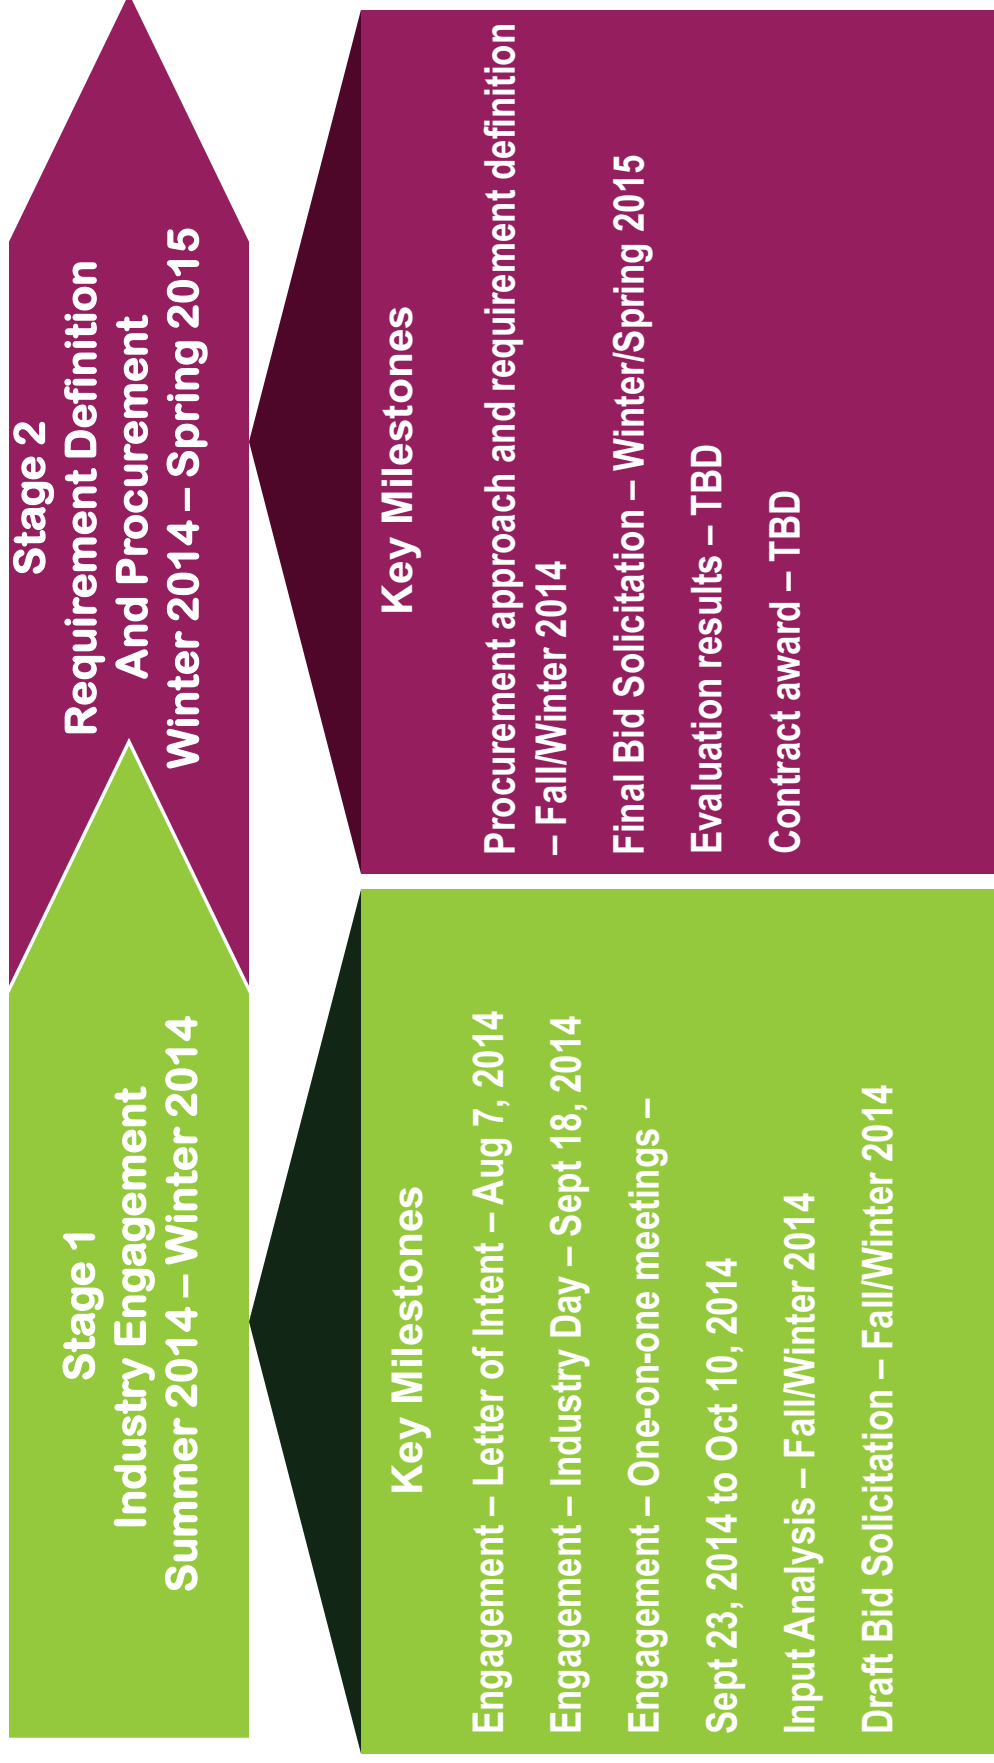 Stage 1
Industry Engagement
Summer 2014 – Winter 2014
Stage 2
Requirement Definition
And Procurement
Winter 2014 – Spring 2015
Key Milestones
Engagement – Letter of Intent – Aug 7, 2014
Engagement – Industry Day – Sept 18, 2014
Engagement – One-on-one meetings –
Sept 23, 2014 to Oct 10, 2014
Input Analysis – Fall/Winter 2014
Draft Bid Solicitation – Fall/Winter 2014
Key Milestones
Procurement approach and requirement definition
– Fall/Winter 2014
Final Bid Solicitation – Winter/Spring 2015
Evaluation results – TBD
Contract award – TBD